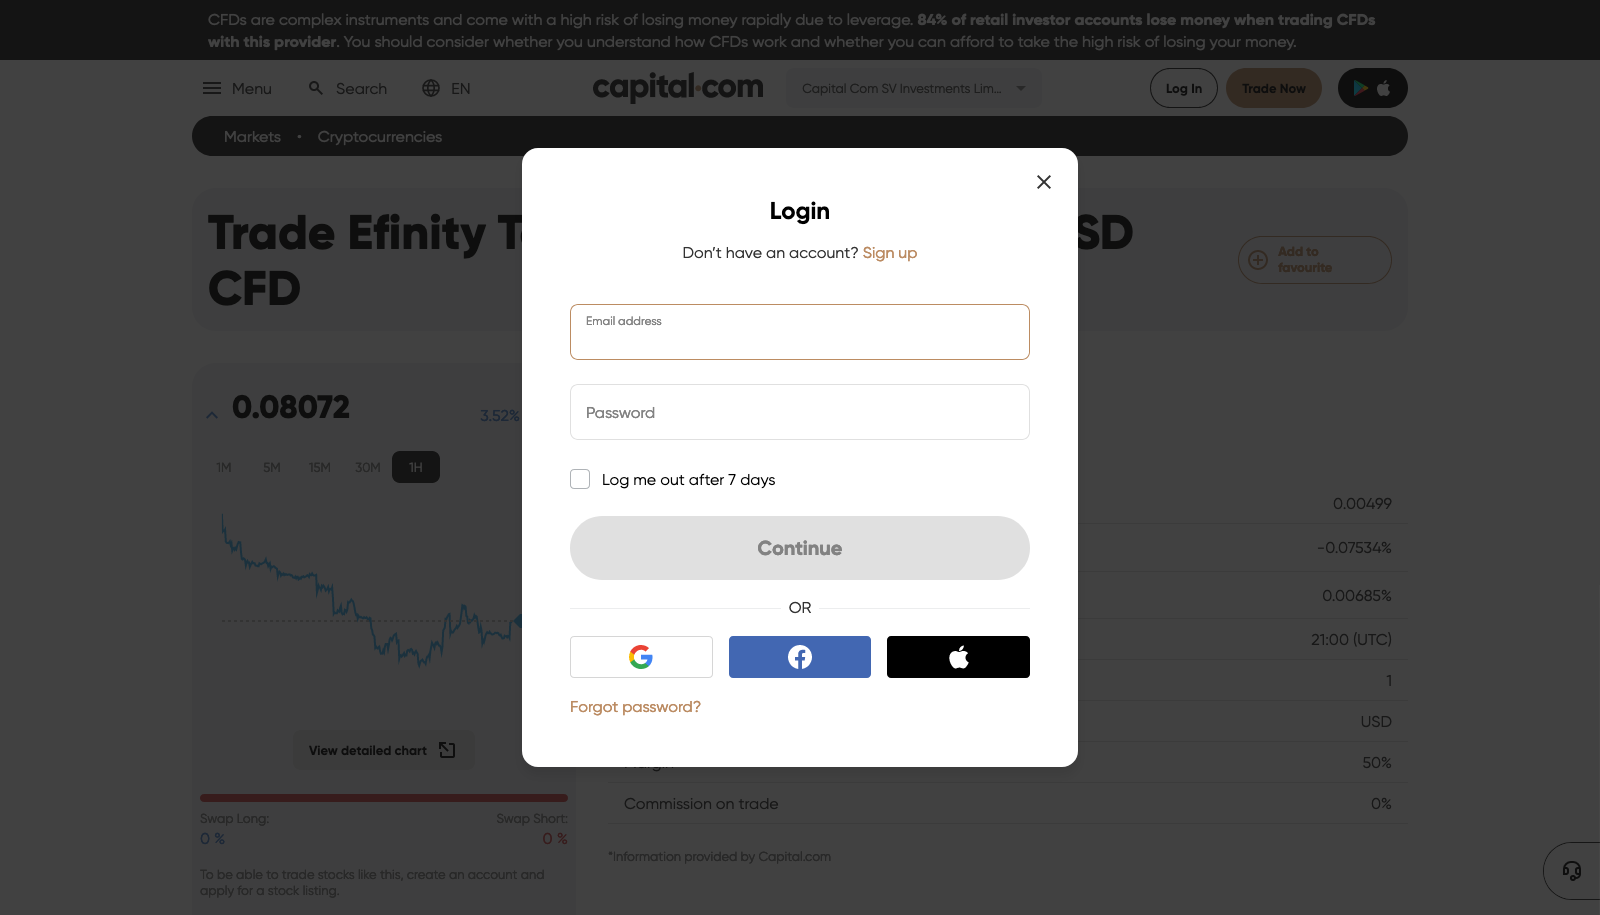 CFDs are complex instruments and come with a high risk of losing money rapidly due to leverage. 84% of retail investor accounts lose money when trading CFDs
with this provider. You should consider whether you understand how CFDs work and whether you can afford to take the high risk of losing your money.
Menu
Search
EN
capital.com
Capital Com SV Investments Lim...
Log In
Trade Now
Markets • Cryptocurrencies
Trade Efinity
SD
CFD
Add to
favourite
Login
Don't have an account? Sign up
Email address
Password
Log me out after 7 days
Continue
OR
Forgot password?
0.08072
3.52%
1M 5M 15M 30M 1H
View detailed chart
Swap Long:
Swap Short:
0 %
0 %
To be able to trade stocks like this, create an account and
apply for a stock listing.
0.00499
-0.07534%
0.00685%
21:00 (UTC)
1
USD
50%
Commission on trade
0%
*Information provided by Capital.com